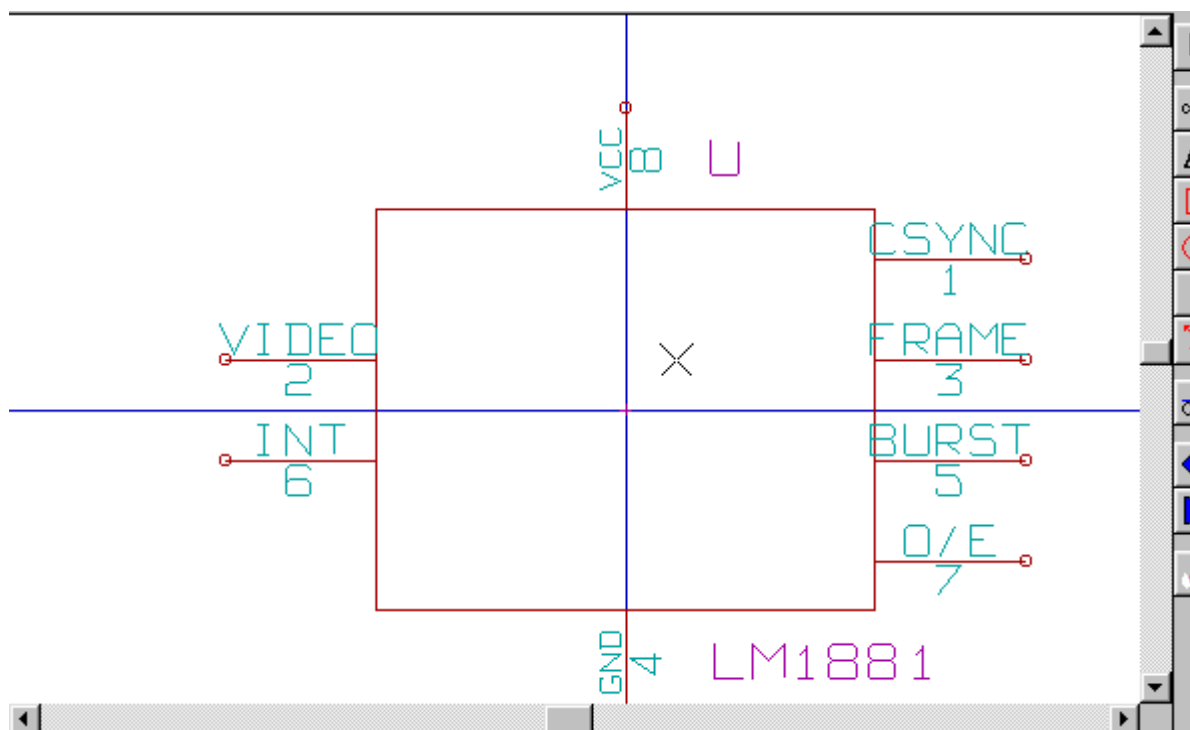 VCC
8
U
CSYNC
1
VIDEO
2
FRAME
3
INT
6
BURST
5
O/E
7
GND
4
LM1881